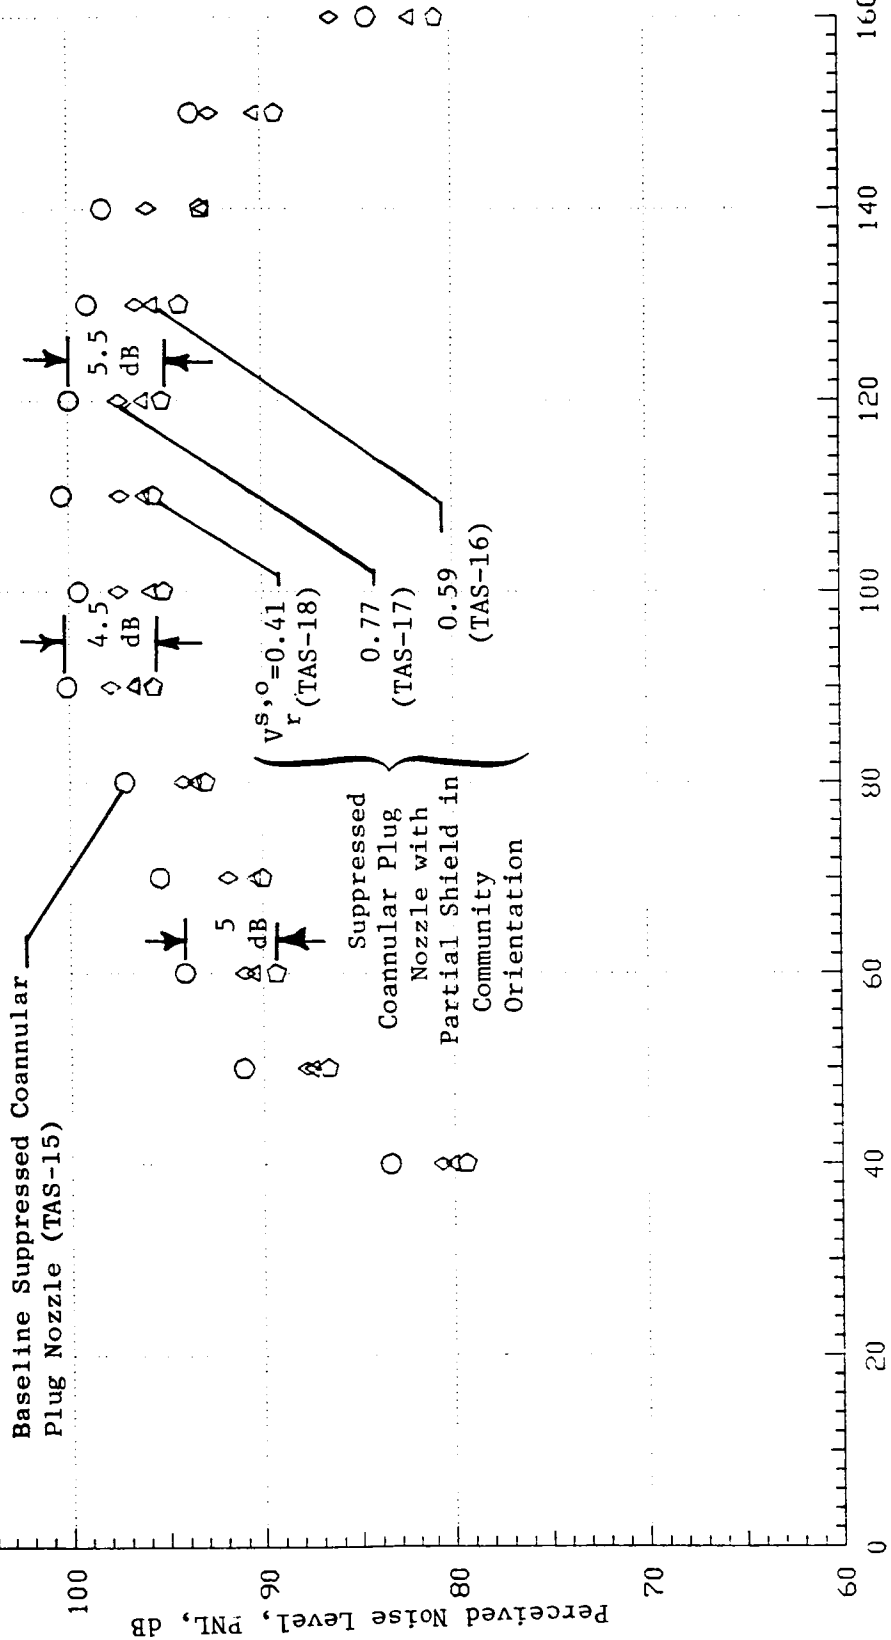 Baseline Suppressed Coannular
Plug Nozzle (TAS-15)
5
dB
4.5
dB
5.5
dB
Suppressed
Coannular Plug
Nozzle with
Partial Shield in
Community
Orientation
V_r^{s,o}=0.41
(TAS-18)
0.77
(TAS-17)
0.59
(TAS-16)
Perceived Noise Level, PNL, dB
100
90
80
70
60
0
20
40
60
80
100
120
140
160